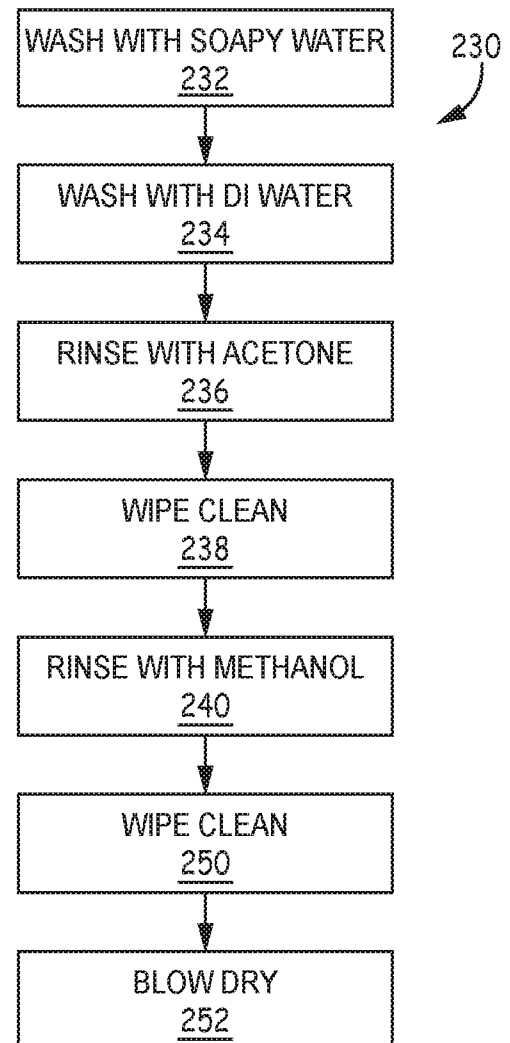 WASH WITH SOAPY WATER
232
230
WASH WITH DI WATER
234
RINSE WITH ACETONE
236
WIPE CLEAN
238
RINSE WITH METHANOL
240
WIPE CLEAN
250
BLOW DRY
252